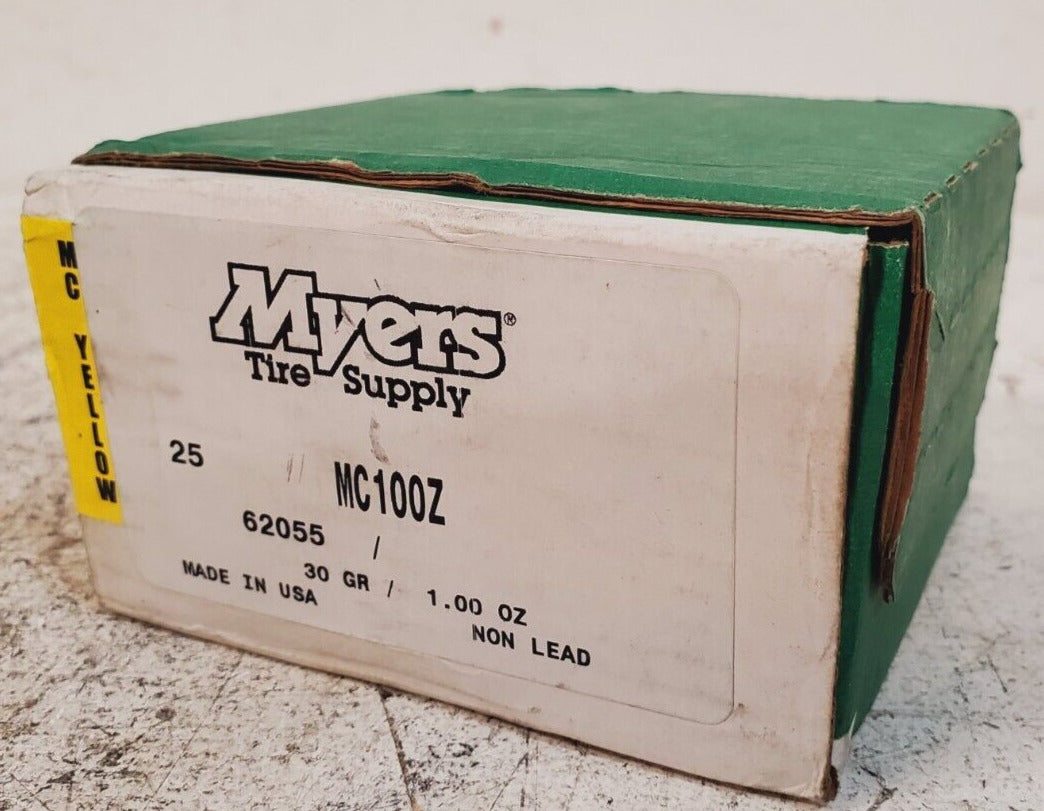 MC YELLOW
Myers®
Tire Supply
25
MC100Z
62055 /
30 GR / 1.00 OZ
MADE IN USA
NON LEAD